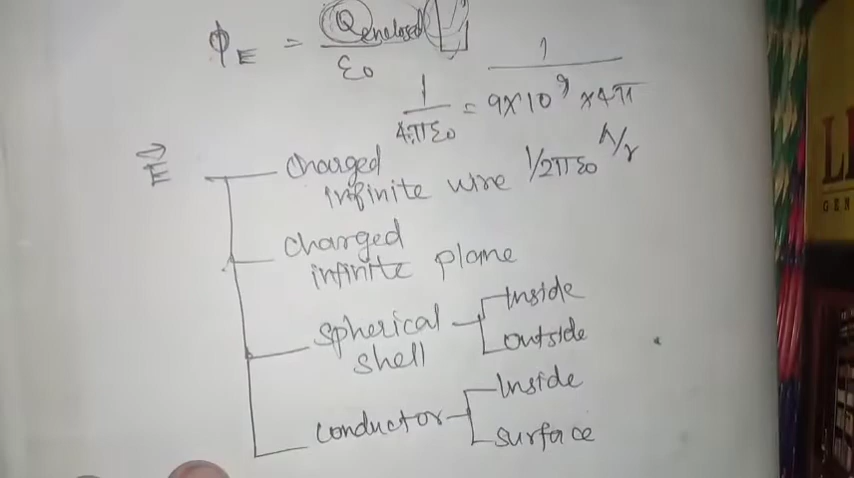 ϕE = Qenclosed / ε0
1/4πε0 = 1 / 9×10⁹ ×4π
E⃗
charged
infinite wire 1/2πε0 λ/r
charged
infinite plane
spherical
shell
Inside
outside
conductor
Inside
surface